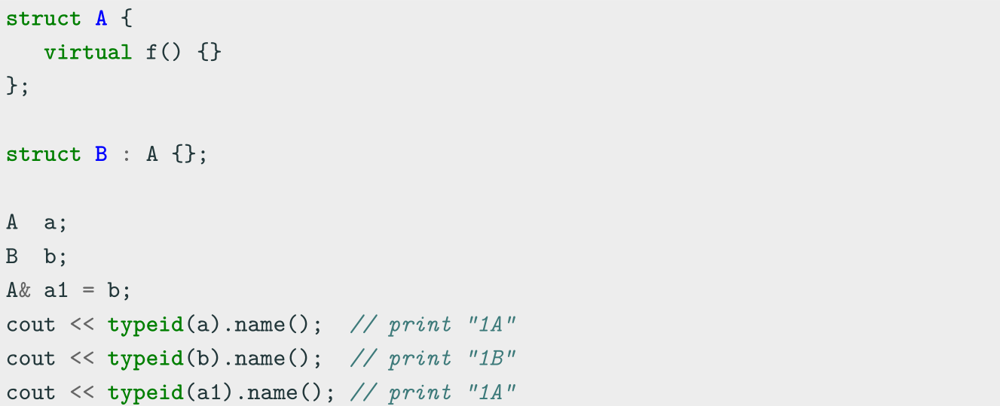 struct A {
   virtual f() {}
};

struct B : A {};

A  a;
B  b;
A& a1 = b;
cout << typeid(a).name();  // print "1A"
cout << typeid(b).name();  // print "1B"
cout << typeid(a1).name(); // print "1A"